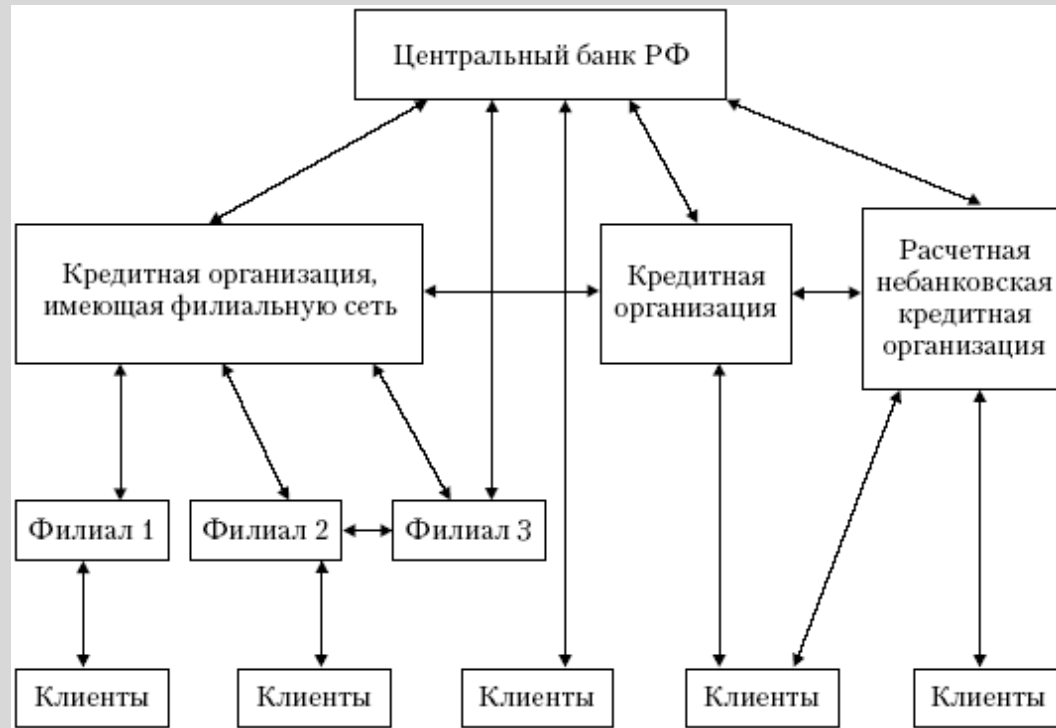 Центральный банк РФ
Кредитная организация,
имеющая филиальную сеть
Кредитная
организация
Расчетная
небанковская
кредитная
организация
Филиал 1
Филиал 2
Филиал 3
Клиенты
Клиенты
Клиенты
Клиенты
Клиенты